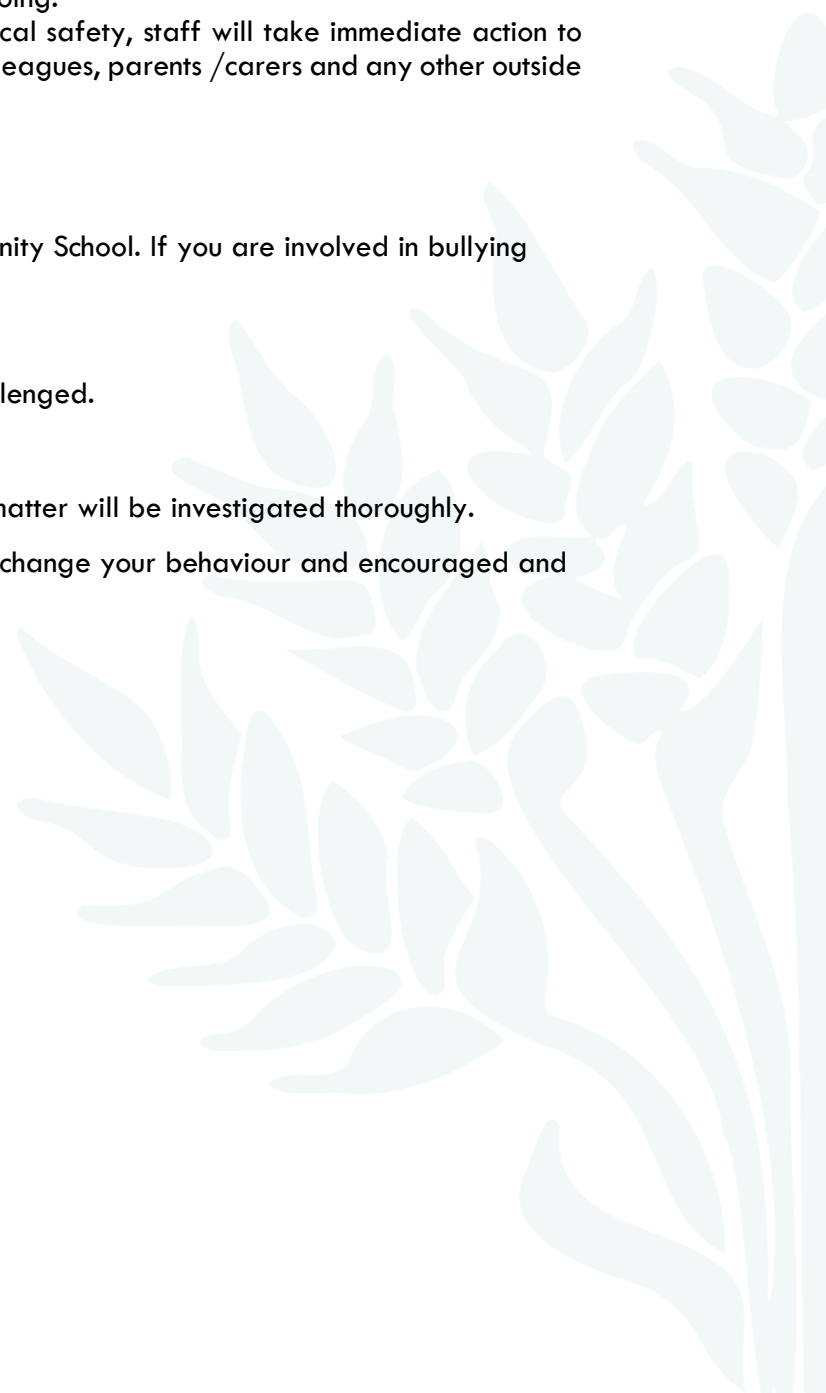 cal safety, staff will take immediate action to
eagues, parents /carers and any other outside
nity School. If you are involved in bullying
lenged.
natter will be investigated thoroughly.
change your behaviour and encouraged and